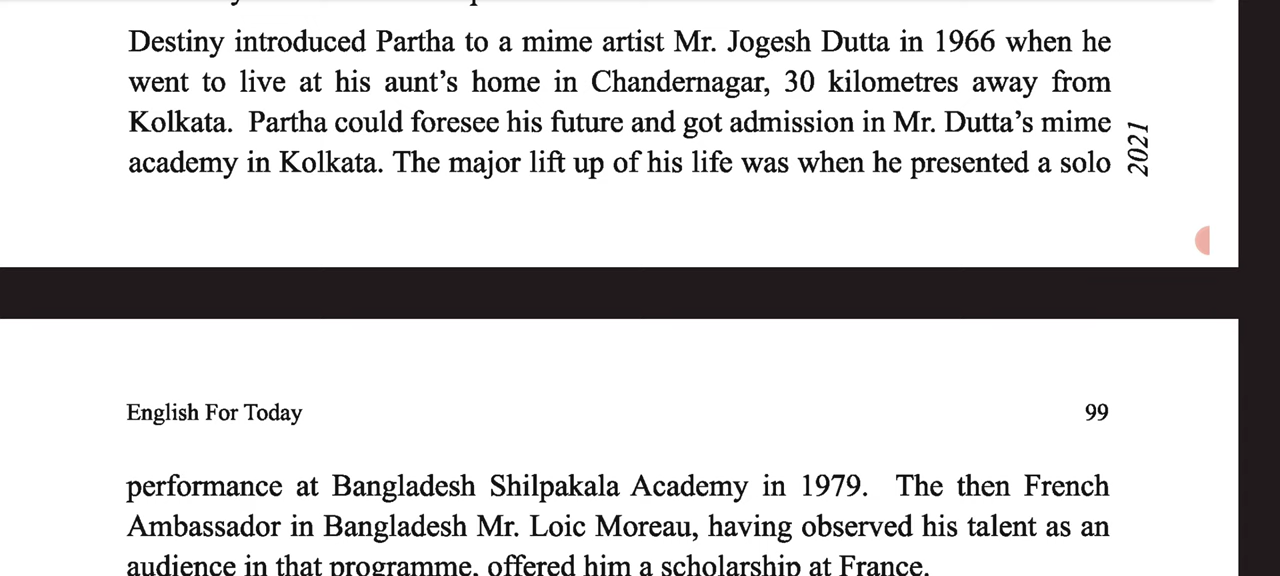 Destiny introduced Partha to a mime artist Mr. Jogesh Dutta in 1966 when he
went to live at his aunt's home in Chandernagar, 30 kilometres away from
Kolkata.  Partha could foresee his future and got admission in Mr. Dutta's mime
academy in Kolkata. The major lift up of his life was when he presented a solo
2021
English For Today 99
performance at Bangladesh Shilpakala Academy in 1979.  The then French
Ambassador in Bangladesh Mr. Loic Moreau, having observed his talent as an
audience in that programme, offered him a scholarship at France.